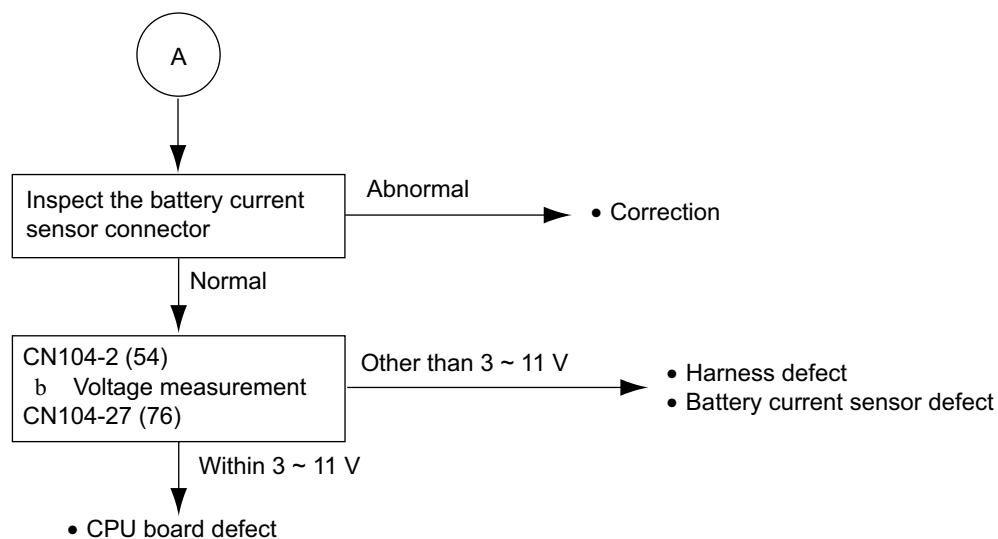 A
Inspect the battery current
sensor connector
Abnormal
• Correction
Normal
CN104-2 (54)
b Voltage measurement
CN104-27 (76)
Other than 3 ~ 11 V
• Harness defect
• Battery current sensor defect
Within 3 ~ 11 V
• CPU board defect